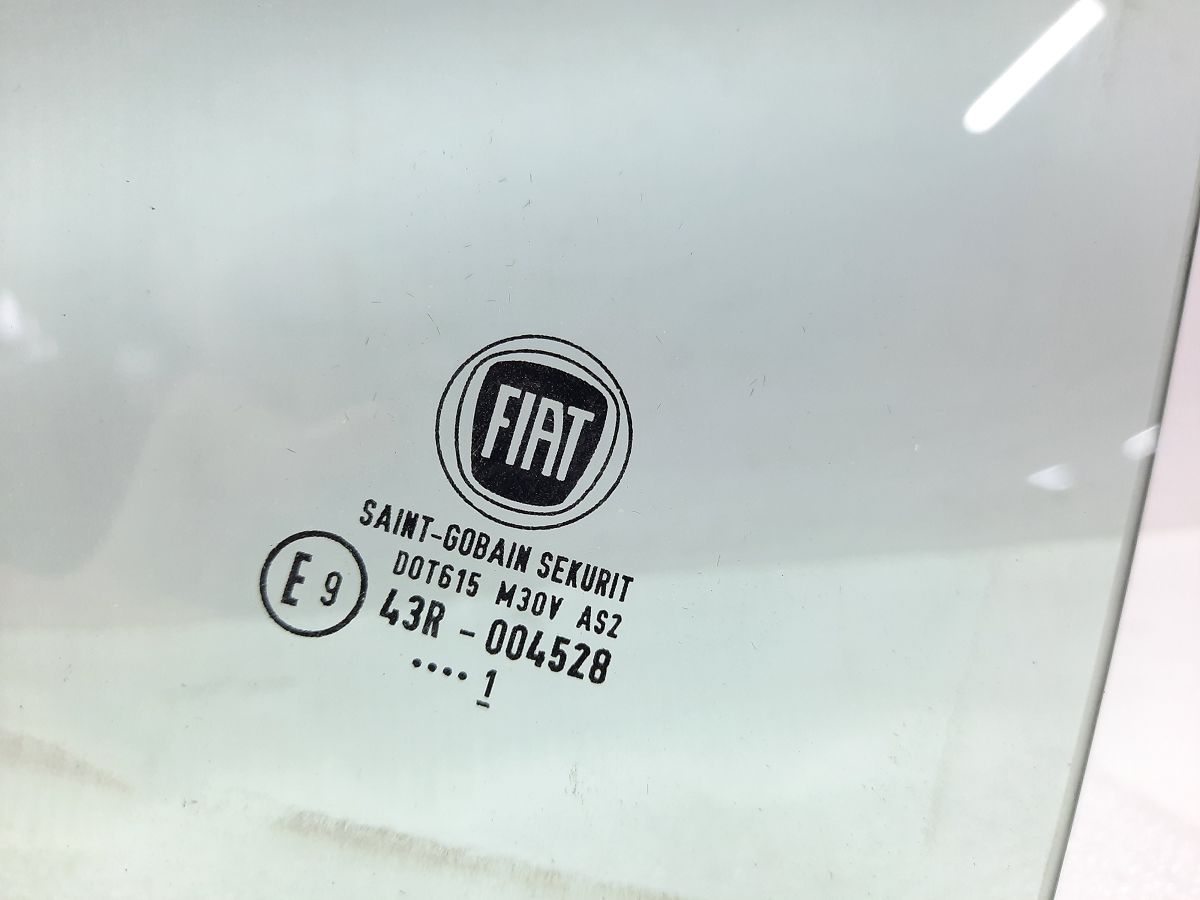 FIAT
SAINT-GOBAIN SEKURIT
E 9
DOT615 M30V AS2
43R - 004528
.... 1